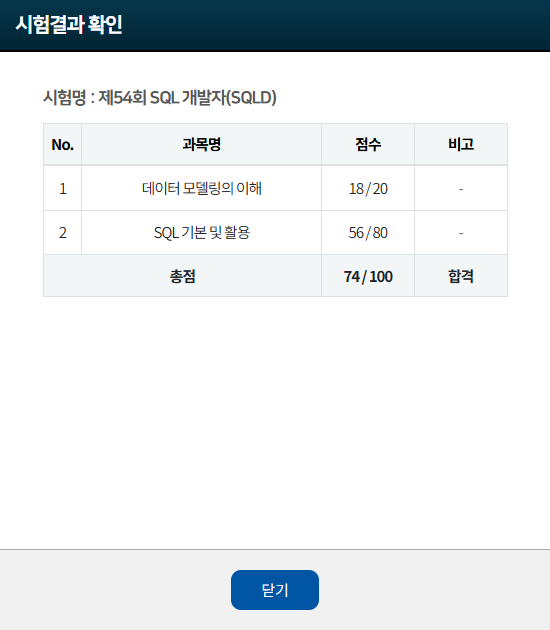 시험결과 확인
시험명 : 제54회 SQL 개발자(SQLD)
No. 과목명 점수 비고
1 데이터 모델링의 이해 18 / 20 -
2 SQL 기본 및 활용 56 / 80 -
총점 74 / 100 합격
닫기